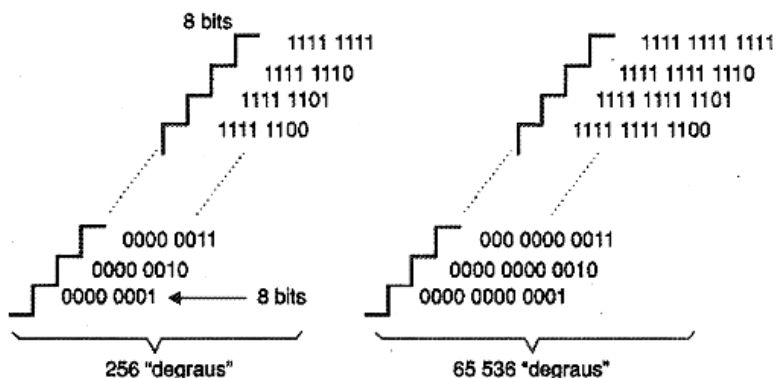 8 bits
1111 1111
1111 1110
1111 1101
1111 1100
0000 0011
0000 0010
0000 0001
8 bits
256 "degraus"
1111 1111 1111
1111 1111 1110
1111 1111 1101
1111 1111 1100
000 0000 0011
0000 0000 0010
0000 0000 0001
65 536 "degraus"